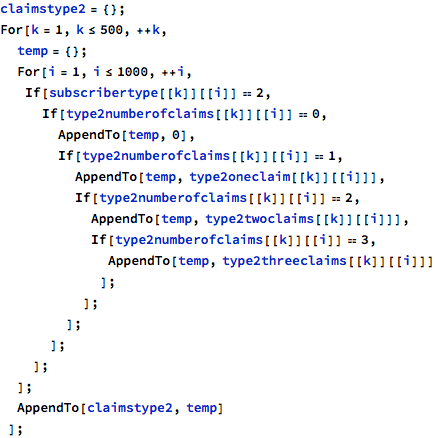 claimstype2 = {};
For[k = 1, k ≤ 500, ++k,
temp = {};
For[i = 1, i ≤ 1000, ++i,
If[subscribertype[[k]][[i]] == 2,
If[type2numberofclaims[[k]][[i]] == 0,
AppendTo[temp, 0],
If[type2numberofclaims[[k]][[i]] == 1,
AppendTo[temp, type2oneclaim[[k]][[i]]],
If[type2numberofclaims[[k]][[i]] == 2,
AppendTo[temp, type2twoclaims[[k]][[i]]],
If[type2numberofclaims[[k]][[i]] == 3,
AppendTo[temp, type2threeclaims[[k]][[i]]]
];
];
];
];
];
];
AppendTo[claimstype2, temp]
];